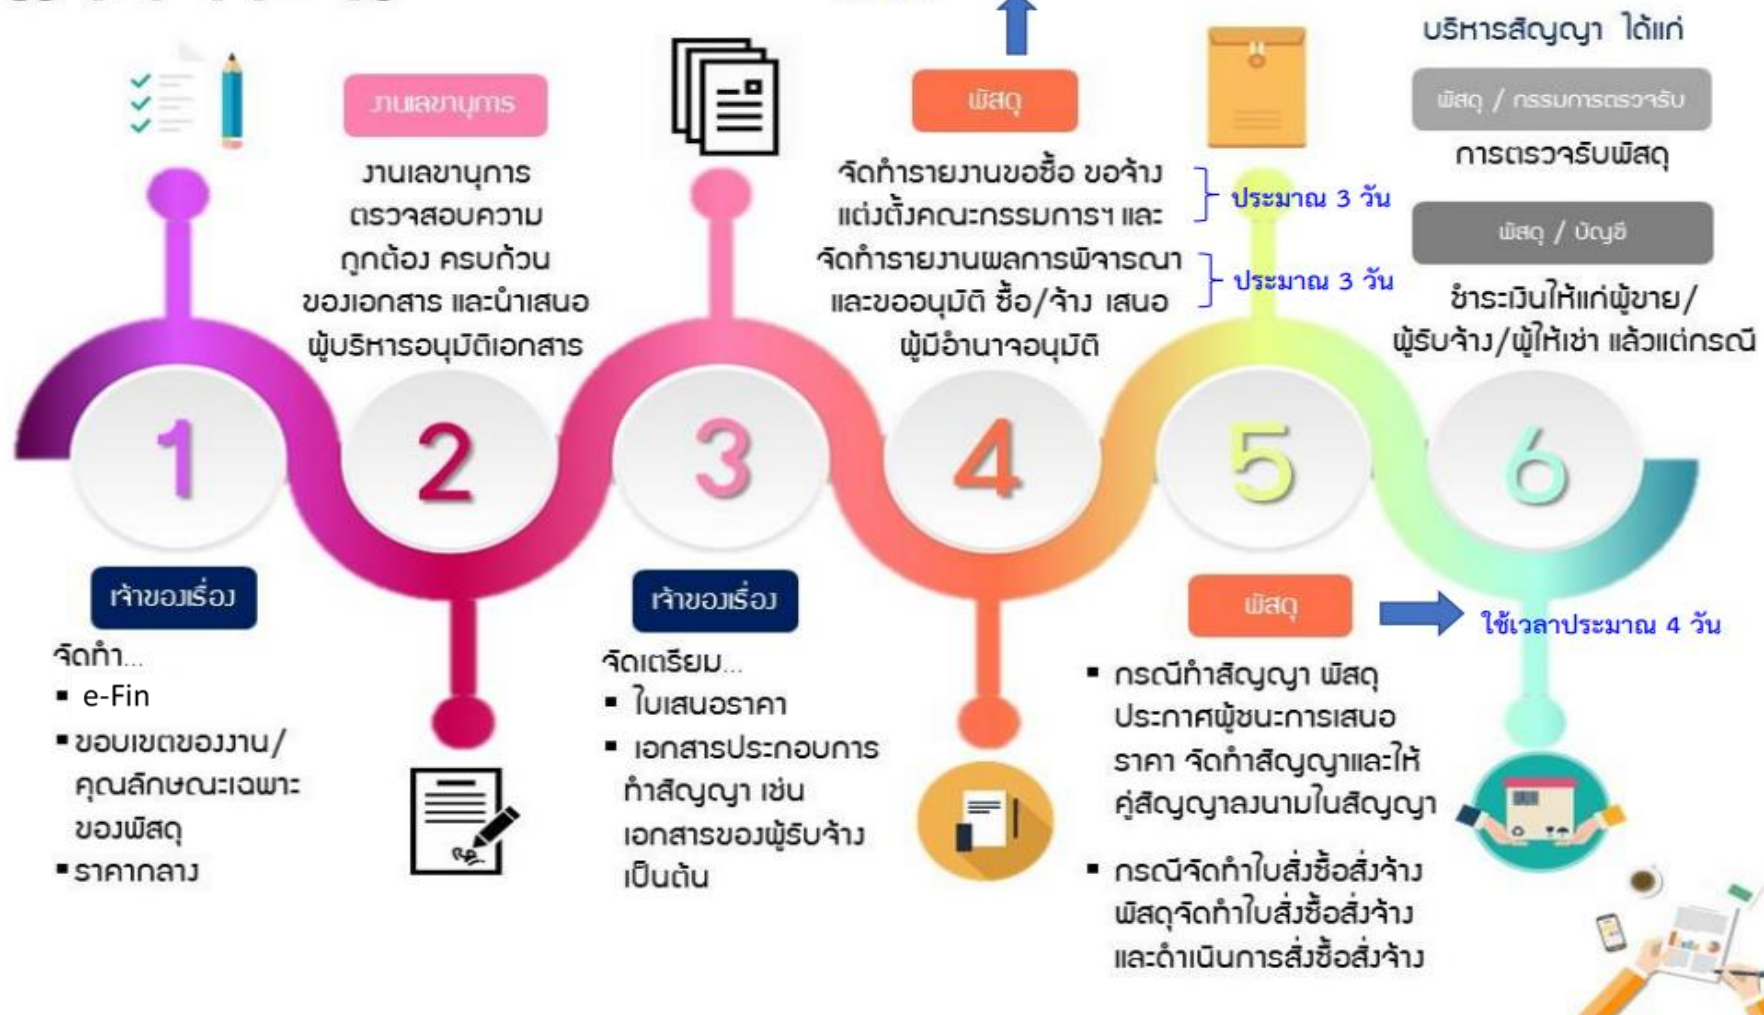 1
เจ้าของเรื่อง
จัดทำ...
▪ e-Fin
▪ ขอบเขตของงาน/
คุณลักษณะเฉพาะ
ของพัสดุ
▪ ราคากลาง
งานเลขานุการ
งานเลขานุการ
ตรวจสอบความ
ถูกต้อง ครบถ้วน
ของเอกสาร และนำเสนอ
ผู้บริหารอนุมัติเอกสาร
2
3
เจ้าของเรื่อง
จัดเตรียม...
▪ ใบเสนอราคา
▪ เอกสารประกอบการ
ทำสัญญา เช่น
เอกสารของผู้รับจ้าง
เป็นต้น
พัสดุ
จัดทำรายงานขอซื้อ ขอจ้าง
แต่งตั้งคณะกรรมการฯ และ
ประมาณ 3 วัน
จัดทำรายงานผลการพิจารณา
และขออนุมัติ ซื้อ/จ้าง เสนอ
ผู้มีอำนาจอนุมัติ
ประมาณ 3 วัน
4
5
พัสดุ
ใช้เวลาประมาณ 4 วัน
▪ กรณีทำสัญญา พัสดุ
ประกาศผู้ชนะการเสนอ
ราคา จัดทำสัญญาและให้
คู่สัญญาลงนามในสัญญา
▪ กรณีจัดทำใบสั่งซื้อสั่งจ้าง
พัสดุจัดทำใบสั่งซื้อสั่งจ้าง
และดำเนินการสั่งซื้อสั่งจ้าง
บริหารสัญญา ได้แก่
พัสดุ / กรรมการตรวจรับ
การตรวจรับพัสดุ
พัสดุ / บัญชี
ชำระเงินให้แก่ผู้ขาย/
ผู้รับจ้าง/ผู้ให้เช่า แล้วแต่กรณี
6